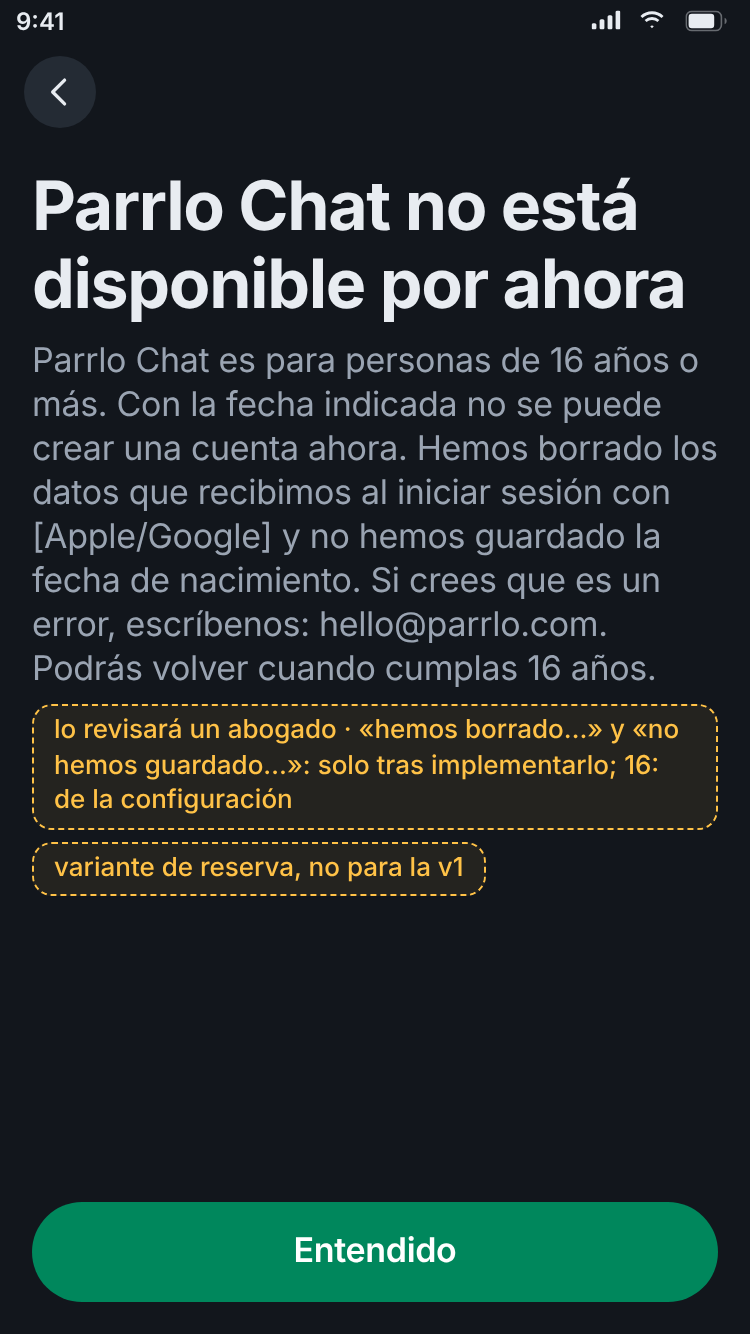 9:41
Parrlo Chat no está
disponible por ahora
Parrlo Chat es para personas de 16 años o
más. Con la fecha indicada no se puede
crear una cuenta ahora. Hemos borrado los
datos que recibimos al iniciar sesión con
[Apple/Google] y no hemos guardado la
fecha de nacimiento. Si crees que es un
error, escríbenos: hello@parrlo.com.
Podrás volver cuando cumplas 16 años.
lo revisará un abogado · «hemos borrado…» y «no
hemos guardado…»: solo tras implementarlo; 16:
de la configuración
variante de reserva, no para la v1
Entendido